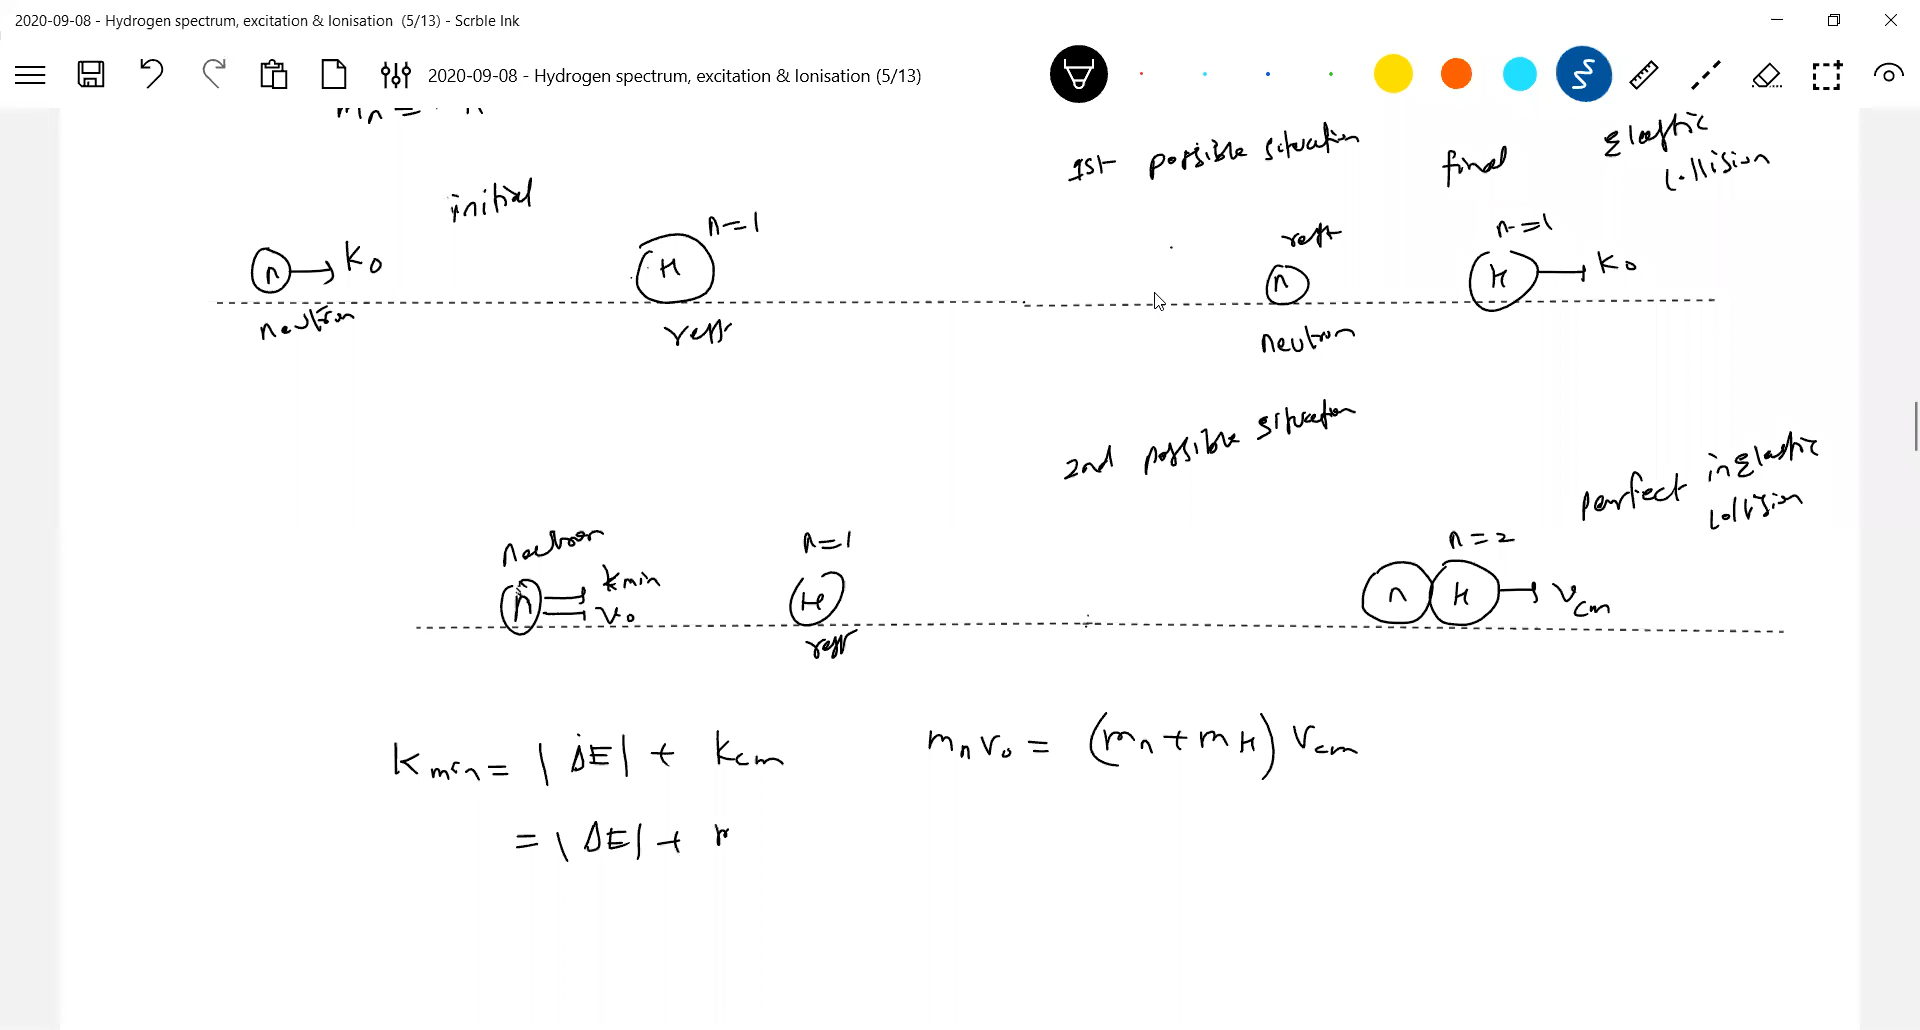 2020-09-08 - Hydrogen spectrum, excitation & Ionisation (5/13) - Scrble Ink
2020-09-08 - Hydrogen spectrum, excitation & Ionisation (5/13)
1st possible situation
final
Elastic collision
initial
n=1
n → K0
H
neutron
rest
rest
n
neutron
n=1
H → K0
2nd possible situation
perfect inElastic collision
neutron
n → Kmin
v0
n=1
H
rest
n=2
n H → vcm
Kmin = |ΔE| + Kcm
mn v0 = (mn + mH) Vcm
= |ΔE| +